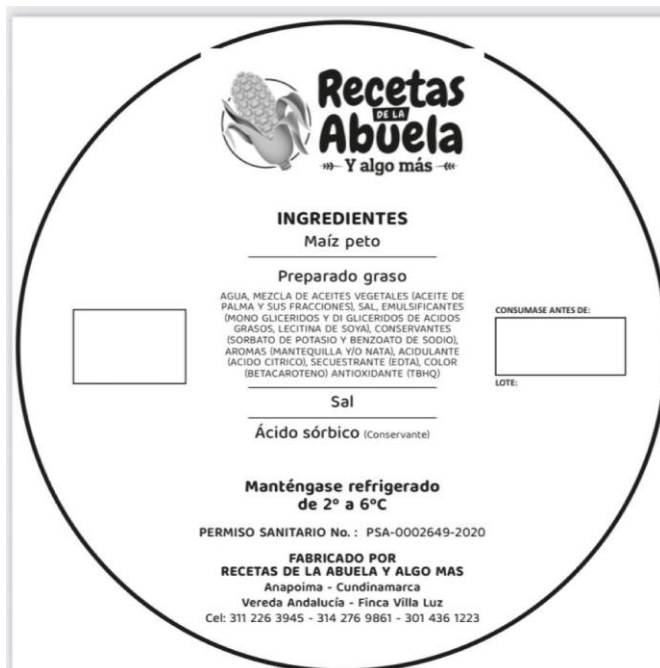 Recetas
DE LA
Abuela
Y algo más
INGREDIENTES
Maíz peto
Preparado graso
AGUA, MEZCLA DE ACEITES VEGETALES (ACEITE DE
PALMA Y SUS FRACCIONES), SAL, EMULSIFICANTES
(MONO GLICERIDOS Y DI GLICERIDOS DE ACIDOS
GRASOS, LECITINA DE SOYA), CONSERVANTES
(SORBATO DE POTASIO Y BENZOATO DE SODIO),
AROMAS (MANTEQUILLA Y/O NATA), ACIDULANTE
(ACIDO CITRICO), SECUESTRANTE (EDTA), COLOR
(BETACAROTENO) ANTIOXIDANTE (TBHQ)
CONSUMASE ANTES DE:
LOTE:
Sal
Ácido sórbico (Conservante)
Manténgase refrigerado
de 2° a 6°C
PERMISO SANITARIO No. : PSA-0002649-2020
FABRICADO POR
RECETAS DE LA ABUELA Y ALGO MAS
Anapoima - Cundinamarca
Vereda Andalucía - Finca Villa Luz
Cel: 311 226 3945 - 314 276 9861 - 301 436 1223